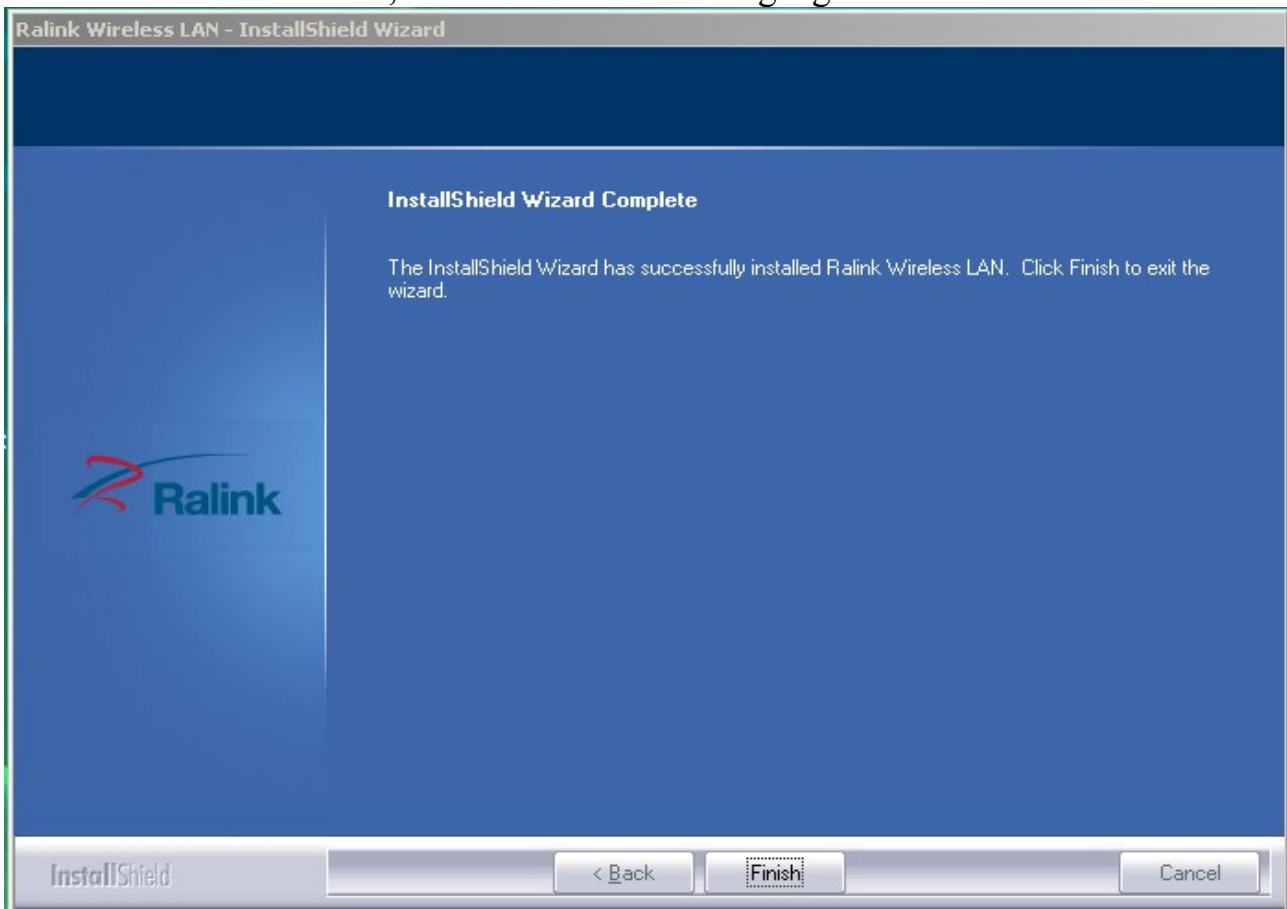 Ralink Wireless LAN - InstallShield Wizard
InstallShield Wizard Complete
The InstallShield Wizard has successfully installed Ralink Wireless LAN. Click Finish to exit the
wizard.
Ralink
InstallShield
< Back
Finish
Cancel